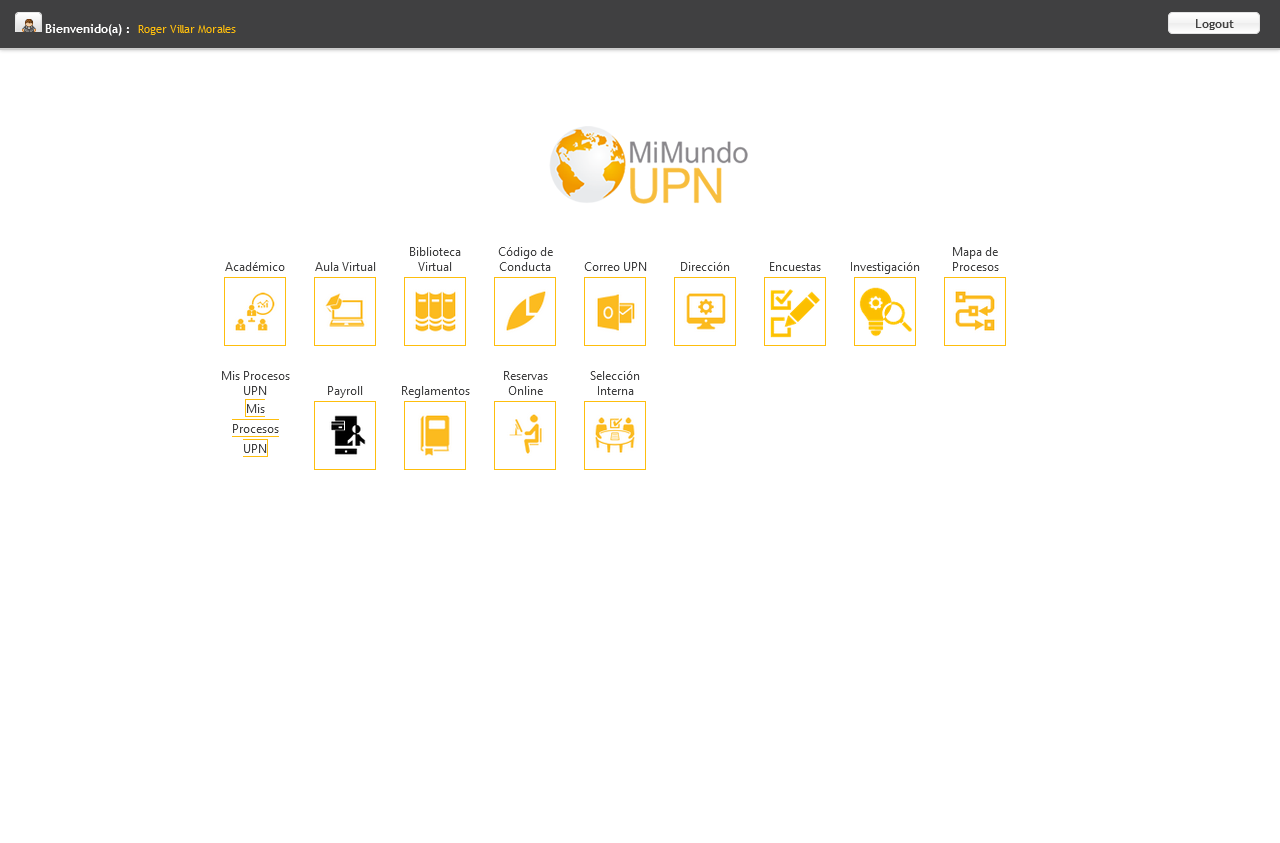 Bienvenido(a) : Roger Villar Morales
Logout
MiMundo
UPN
Académico
Aula Virtual
Biblioteca
Virtual
Código de
Conducta
Correo UPN
Dirección
Encuestas
Investigación
Mapa de
Procesos
Mis Procesos
UPN
Mis
Procesos
UPN
Payroll
Reglamentos
Reservas
Online
Selección
Interna